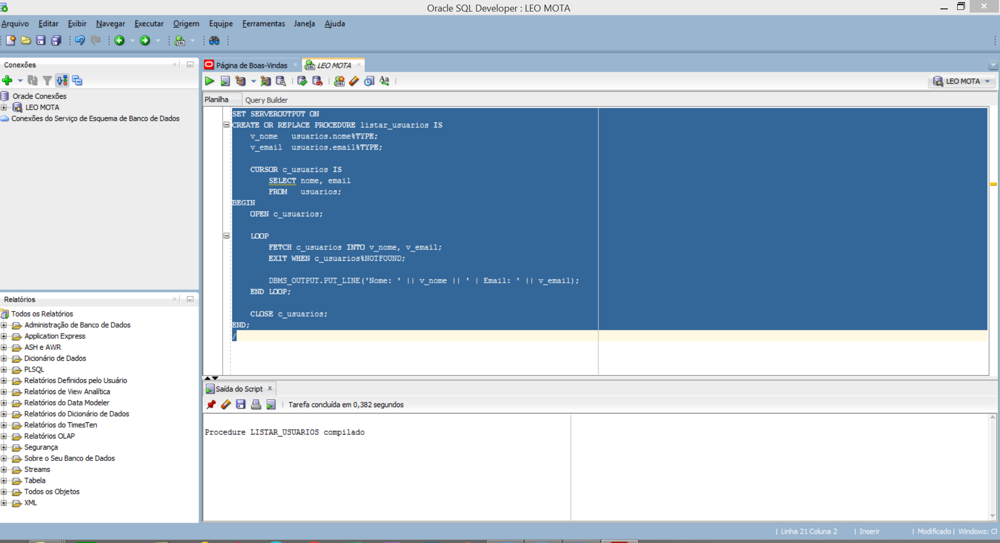 Oracle SQL Developer : LEO MOTA
Arquivo Editar Exibir Navegar Executar Origem Equipe Ferramentas Janela Ajuda
Conexões
Oracle Conexões
LEO MOTA
Conexões do Serviço de Esquema de Banco de Dados
Relatórios
Todos os Relatórios
Administração de Banco de Dados
Application Express
ASH e AWR
Dicionário de Dados
PLSQL
Relatórios Definidos pelo Usuário
Relatórios de View Analítica
Relatórios do Data Modeler
Relatórios do Dicionário de Dados
Relatórios do TimesTen
Relatórios OLAP
Segurança
Sobre o Seu Banco de Dados
Streams
Tabela
Todos os Objetos
XML
Página de Boas-Vindas LEO MOTA
LEO MOTA
Planilha Query Builder
SET SERVEROUTPUT ON
CREATE OR REPLACE PROCEDURE listar_usuarios IS
    v_nome   usuarios.nome%TYPE;
    v_email  usuarios.email%TYPE;
    CURSOR c_usuarios IS
        SELECT nome, email
        FROM   usuarios;
BEGIN
    OPEN c_usuarios;
    LOOP
        FETCH c_usuarios INTO v_nome, v_email;
        EXIT WHEN c_usuarios%NOTFOUND;
        DBMS_OUTPUT.PUT_LINE('Nome: ' || v_nome || ' | Email: ' || v_email);
    END LOOP;
    CLOSE c_usuarios;
END;
/
Saída do Script
Tarefa concluída em 0,382 segundos
Procedure LISTAR_USUARIOS compilado
| Linha 21 Coluna 2 | Inserir | Modificado | Windows: